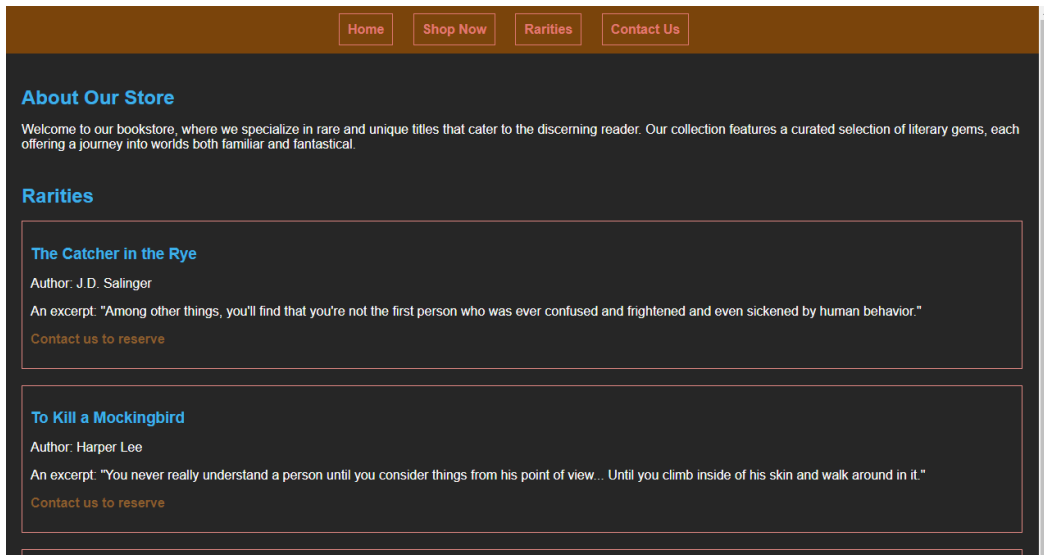 Home Shop Now Rarities Contact Us
About Our Store
Welcome to our bookstore, where we specialize in rare and unique titles that cater to the discerning reader. Our collection features a curated selection of literary gems, each
offering a journey into worlds both familiar and fantastical.
Rarities
The Catcher in the Rye
Author: J.D. Salinger
An excerpt: "Among other things, you'll find that you're not the first person who was ever confused and frightened and even sickened by human behavior."
Contact us to reserve
To Kill a Mockingbird
Author: Harper Lee
An excerpt: "You never really understand a person until you consider things from his point of view... Until you climb inside of his skin and walk around in it."
Contact us to reserve